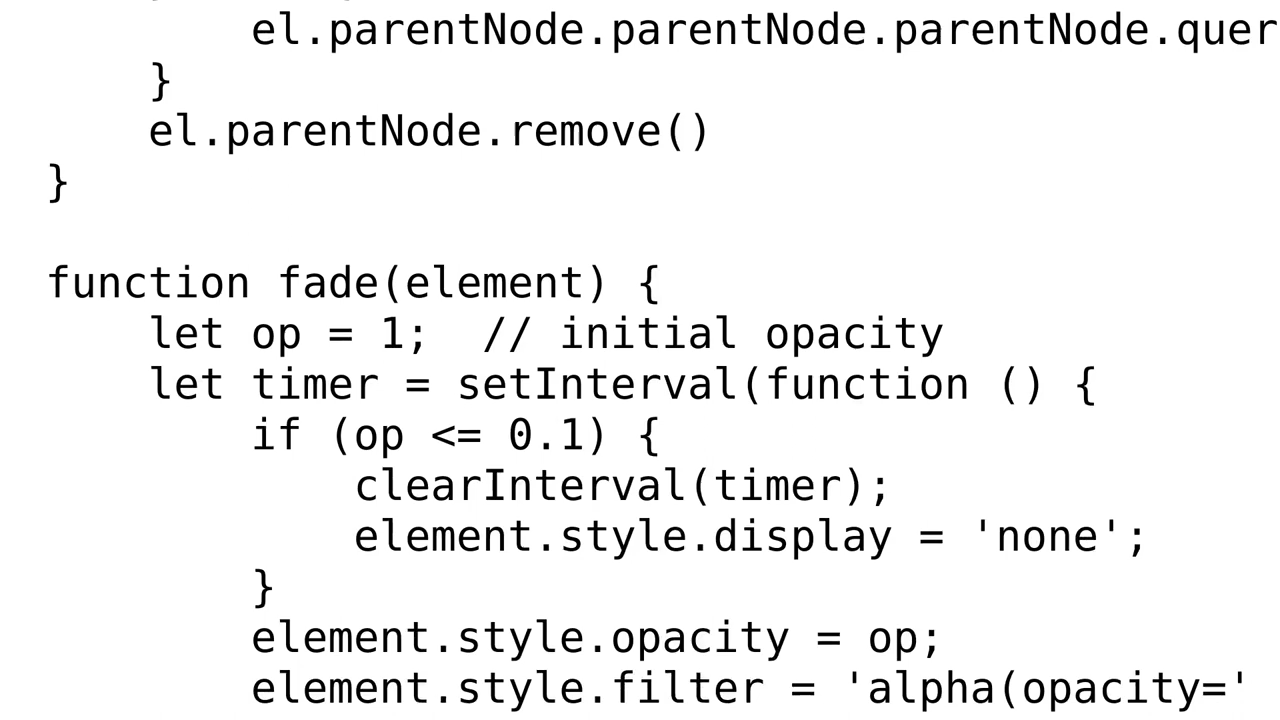 el.parentNode.parentNode.parentNode.quer
}
el.parentNode.remove()
}
function fade(element) {
let op = 1;  // initial opacity
let timer = setInterval(function () {
if (op <= 0.1) {
clearInterval(timer);
element.style.display = 'none';
}
element.style.opacity = op;
element.style.filter = 'alpha(opacity='